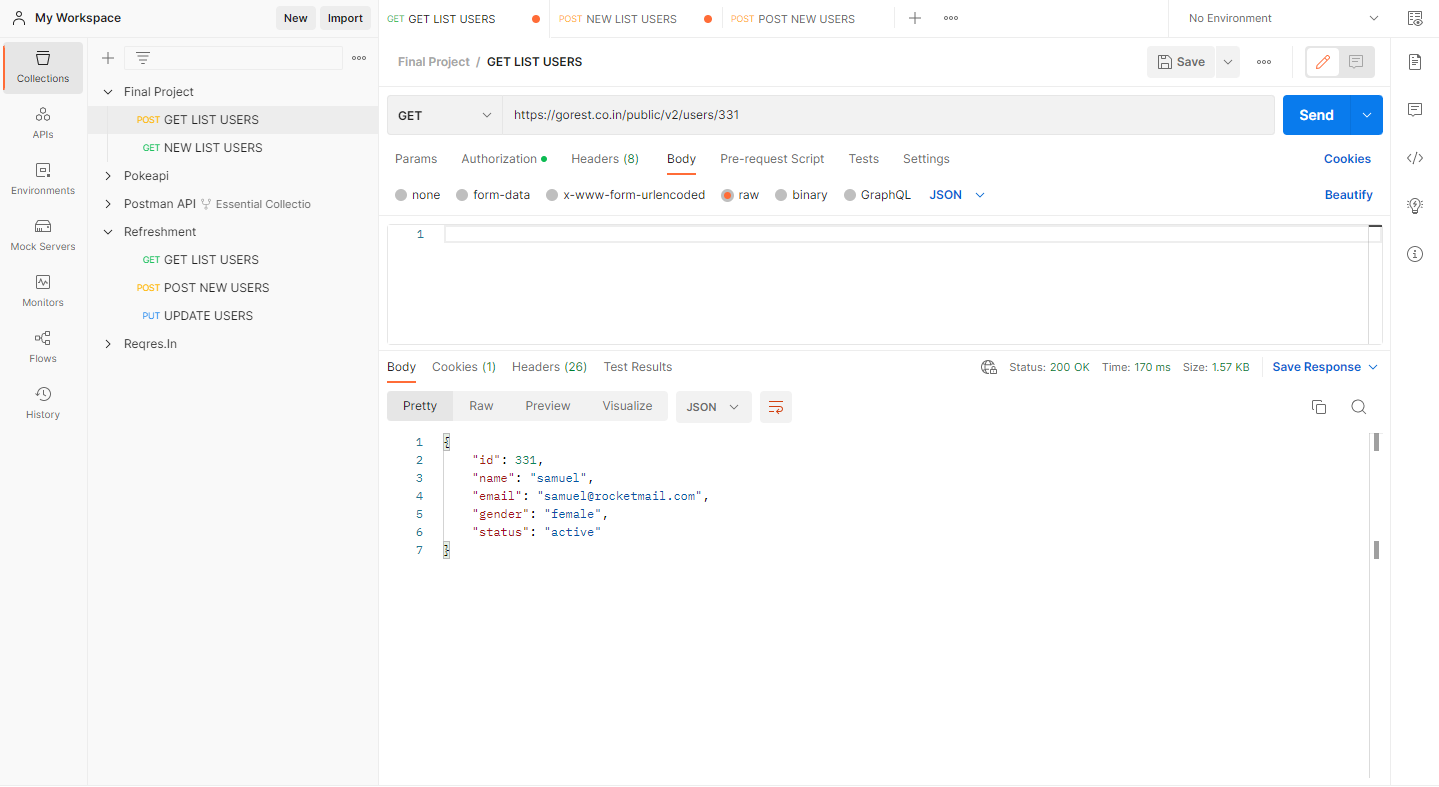 My Workspace
New
Import
GET GET LIST USERS
POST NEW LIST USERS
POST POST NEW USERS
No Environment
Collections
APIs
Environments
Mock Servers
Monitors
Flows
History
Final Project
POST GET LIST USERS
GET NEW LIST USERS
Pokeapi
Postman API Essential Collectio
Refreshment
GET GET LIST USERS
POST POST NEW USERS
PUT UPDATE USERS
Reqres.In
Final Project / GET LIST USERS
Save
GET
https://gorest.co.in/public/v2/users/331
Send
Params Authorization Headers (8) Body Pre-request Script Tests Settings
Cookies
none form-data x-www-form-urlencoded raw binary GraphQL JSON
Beautify
1
Body Cookies (1) Headers (26) Test Results
Status: 200 OK Time: 170 ms Size: 1.57 KB
Save Response
Pretty Raw Preview Visualize JSON
1 {
2 "id": 331,
3 "name": "samuel",
4 "email": "samuel@rocketmail.com",
5 "gender": "female",
6 "status": "active"
7 }